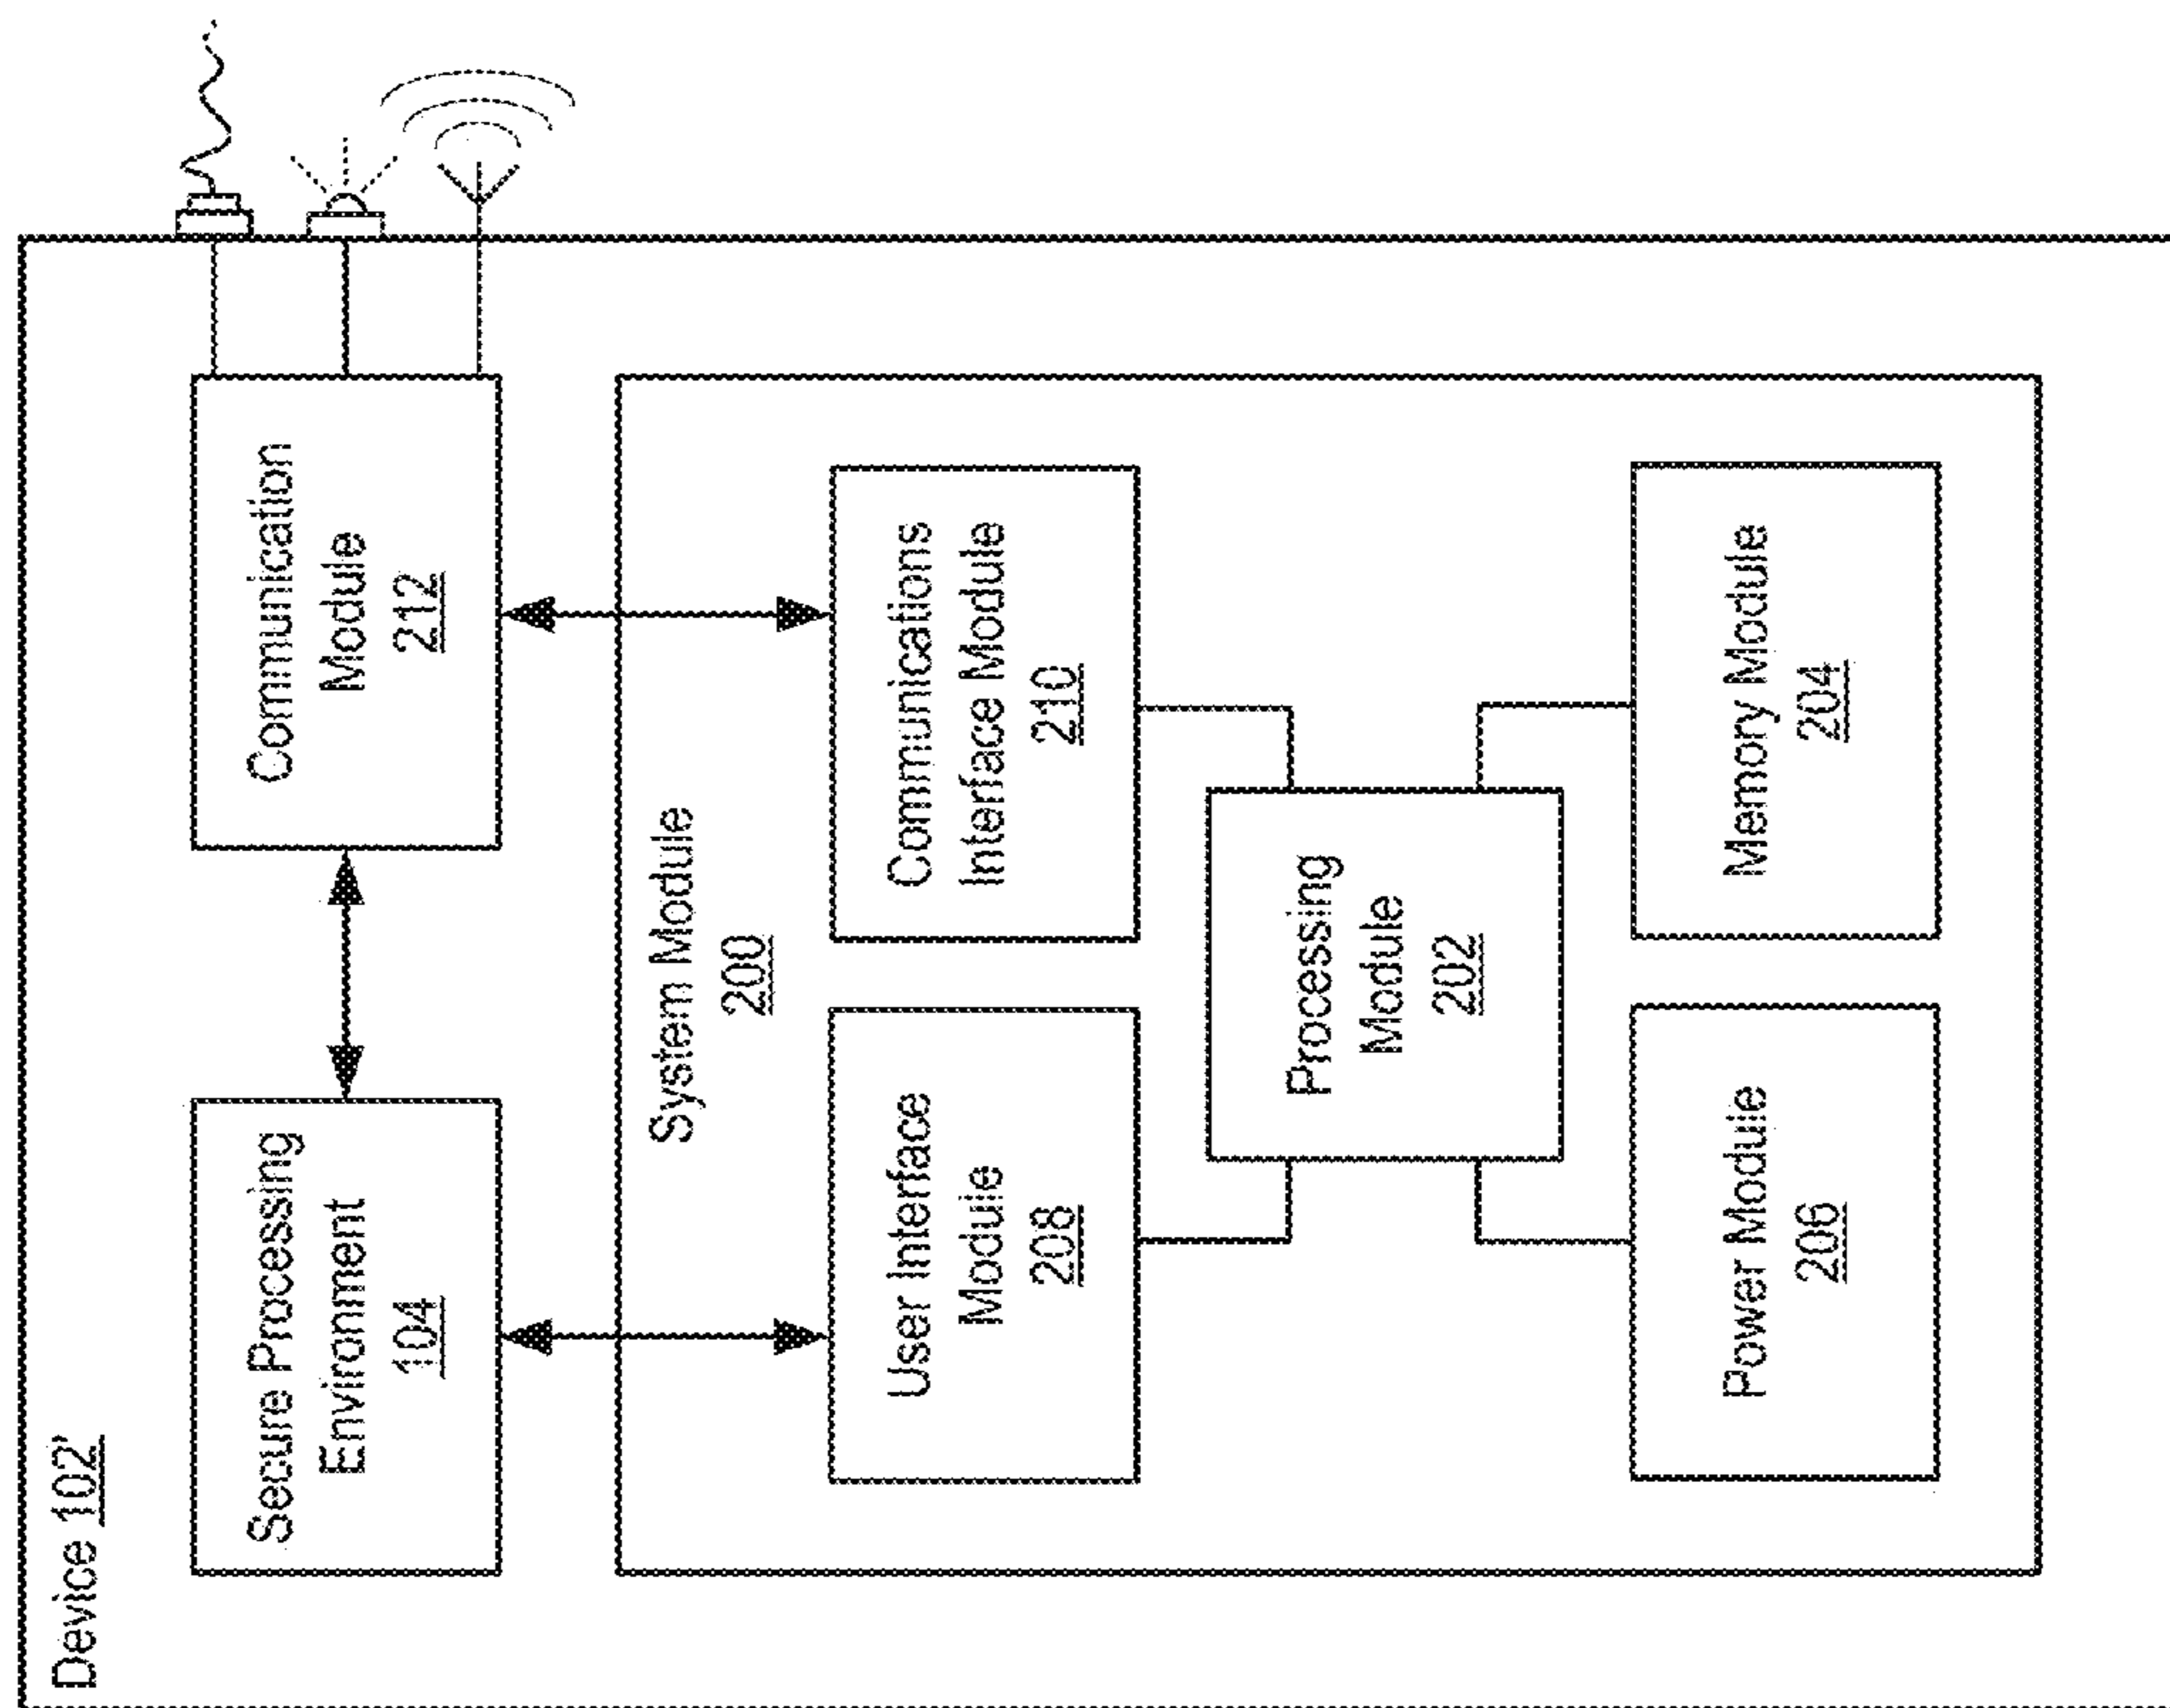 Device 102'
Secure Processing
Environment
104
Communication
Module
212
System Module
200
User Interface
Module
208
Communications
Interface Module
210
Processing
Module
202
Power Module
206
Memory Module
204